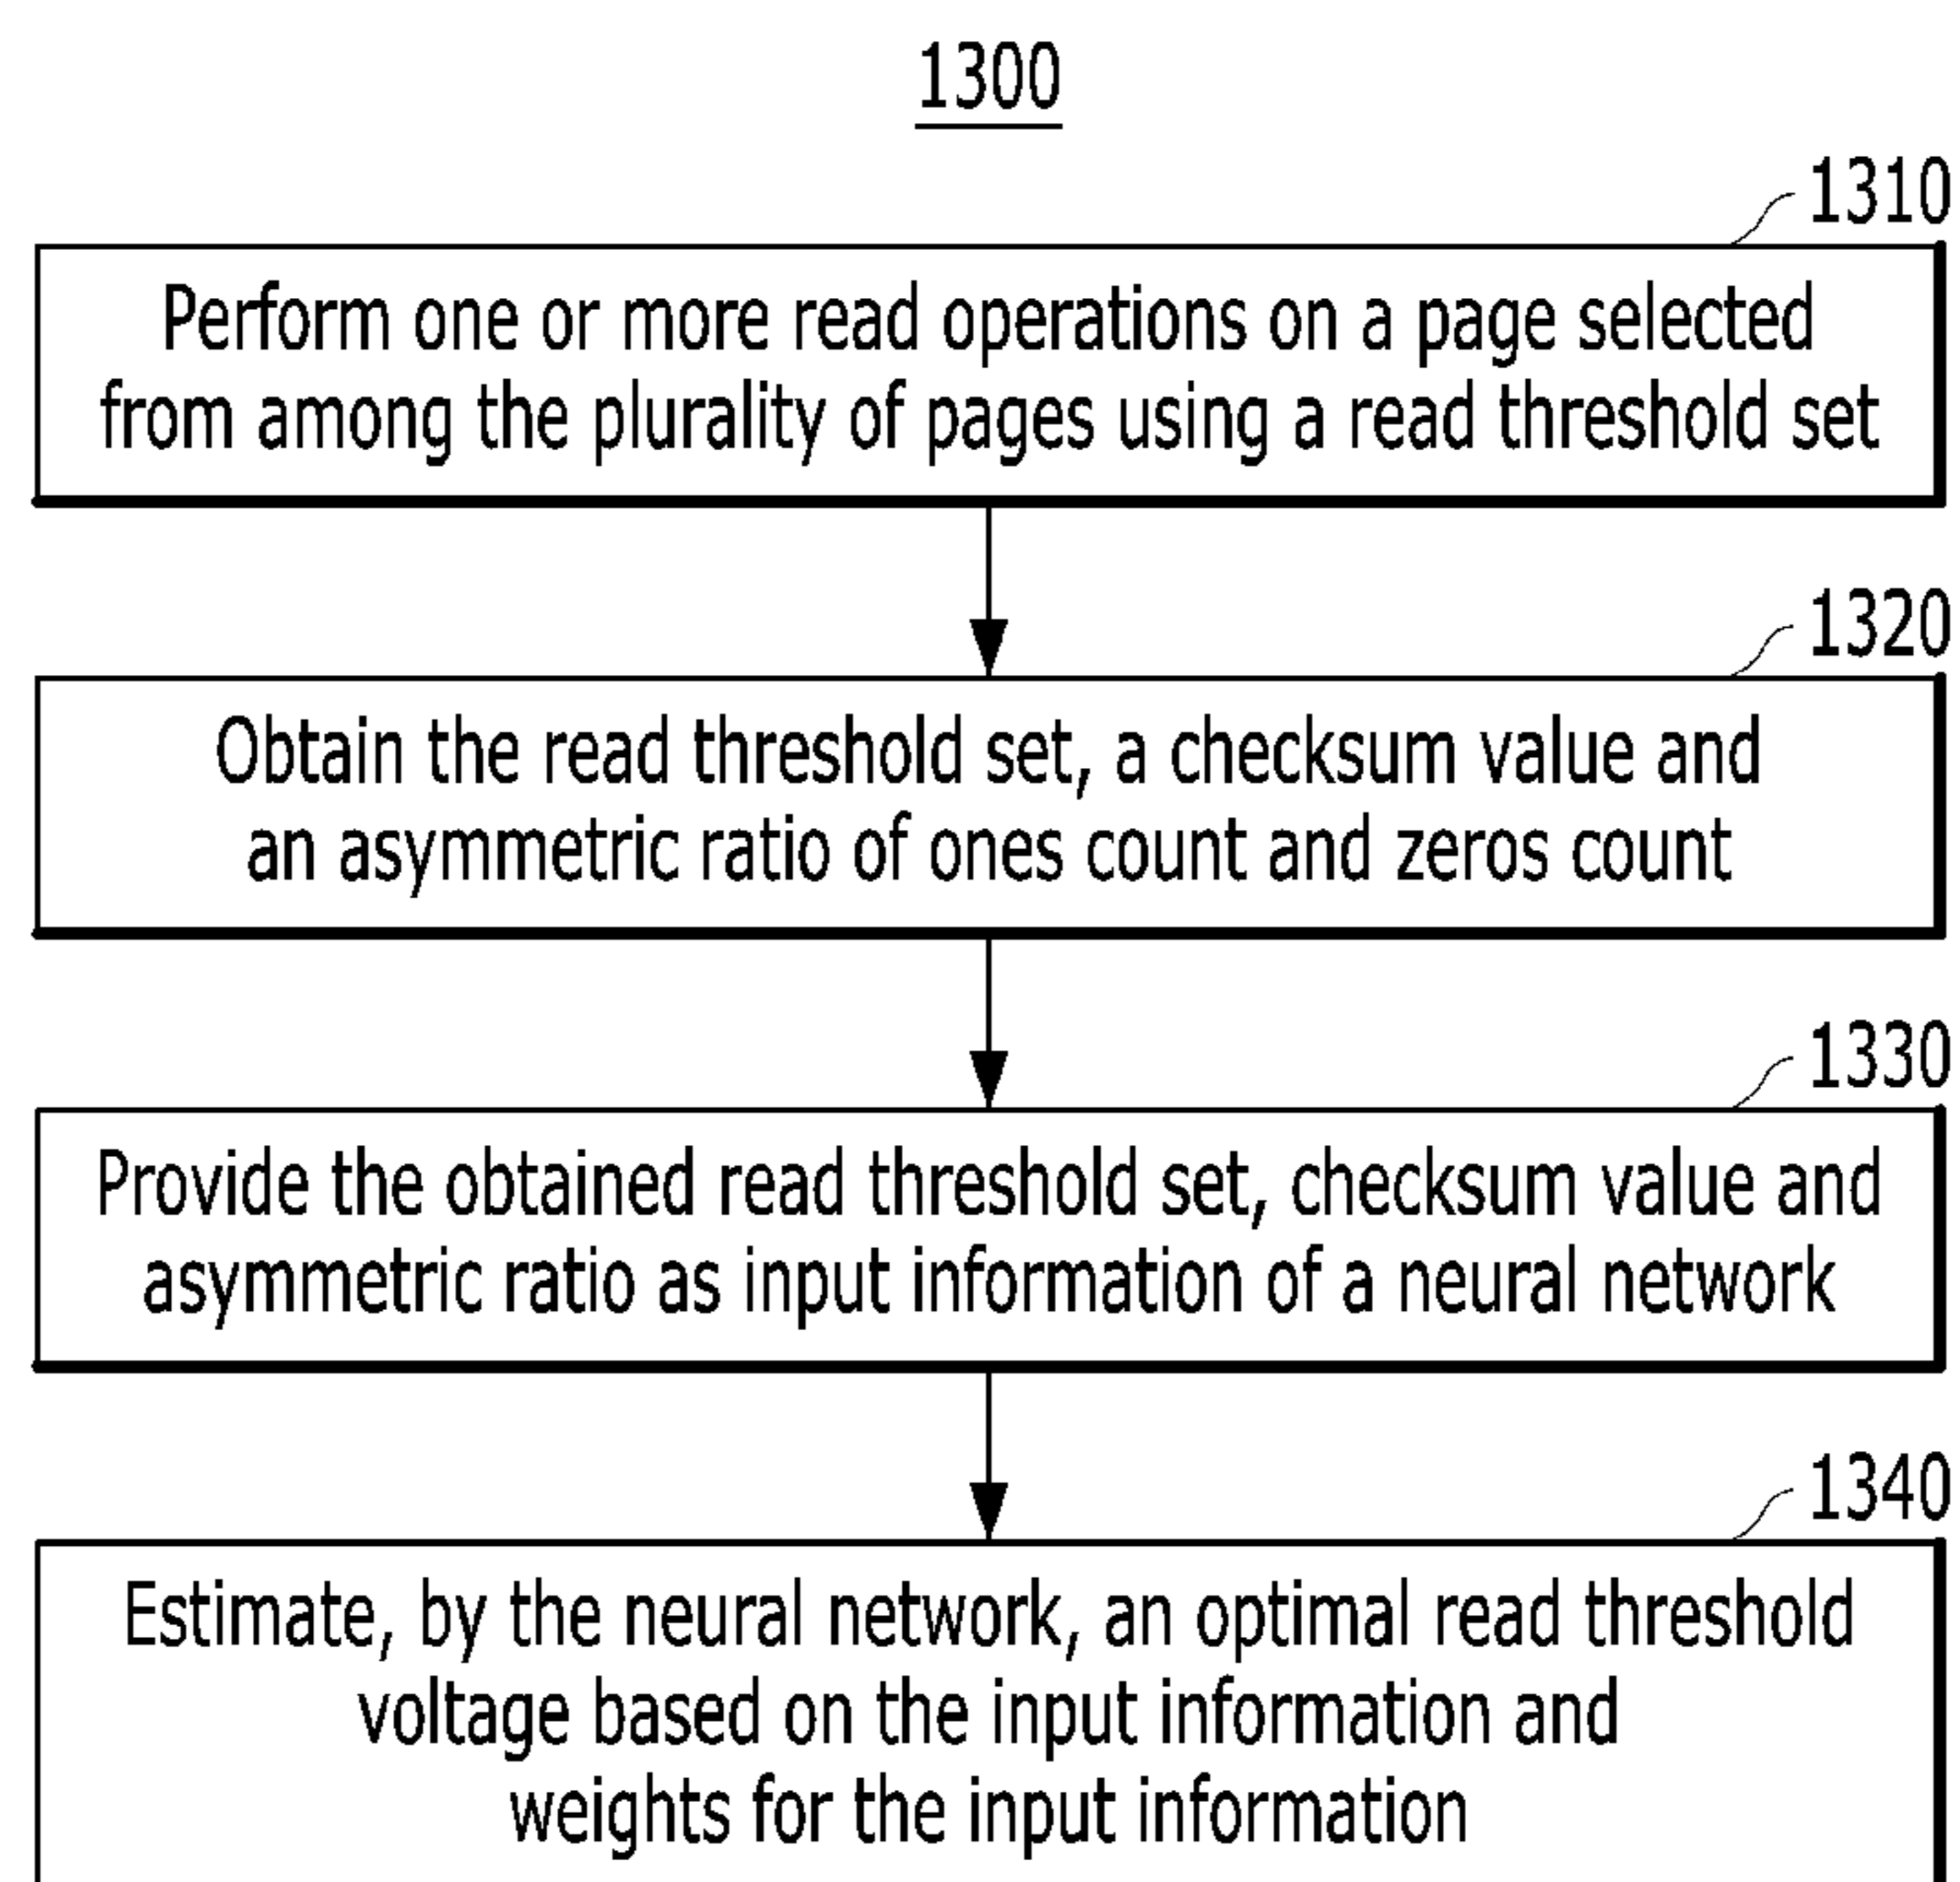 1300
1310
Perform one or more read operations on a page selected
from among the plurality of pages using a read threshold set
1320
Obtain the read threshold set, a checksum value and
an asymmetric ratio of ones count and zeros count
1330
Provide the obtained read threshold set, checksum value and
asymmetric ratio as input information of a neural network
1340
Estimate, by the neural network, an optimal read threshold
voltage based on the input information and
weights for the input information